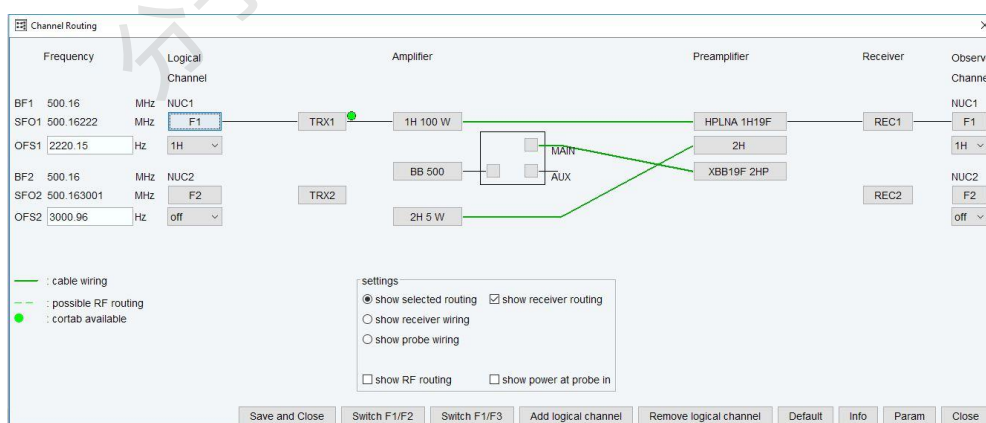 Channel Routing
Frequency Logical Channel Amplifier Preamplifier Receiver Observe Channel
BF1 500.16 MHz NUC1 NUC1
SFO1 500.16222 MHz F1 TRX1 1H 100 W HPLNA 1H19F REC1 F1
OFS1 2220.15 Hz 1H 2H 1H
MAIN
BF2 500.16 MHz NUC2 BB 500 AUX XBB19F 2HP NUC2
SFO2 500.163001 MHz F2 TRX2 REC2 F2
OFS2 3000.96 Hz off 2H 5 W off
: cable wiring
: possible RF routing
: cortab available
settings
show selected routing show receiver routing
show receiver wiring
show probe wiring
show RF routing show power at probe in
Save and Close Switch F1/F2 Switch F1/F3 Add logical channel Remove logical channel Default Info Param Close